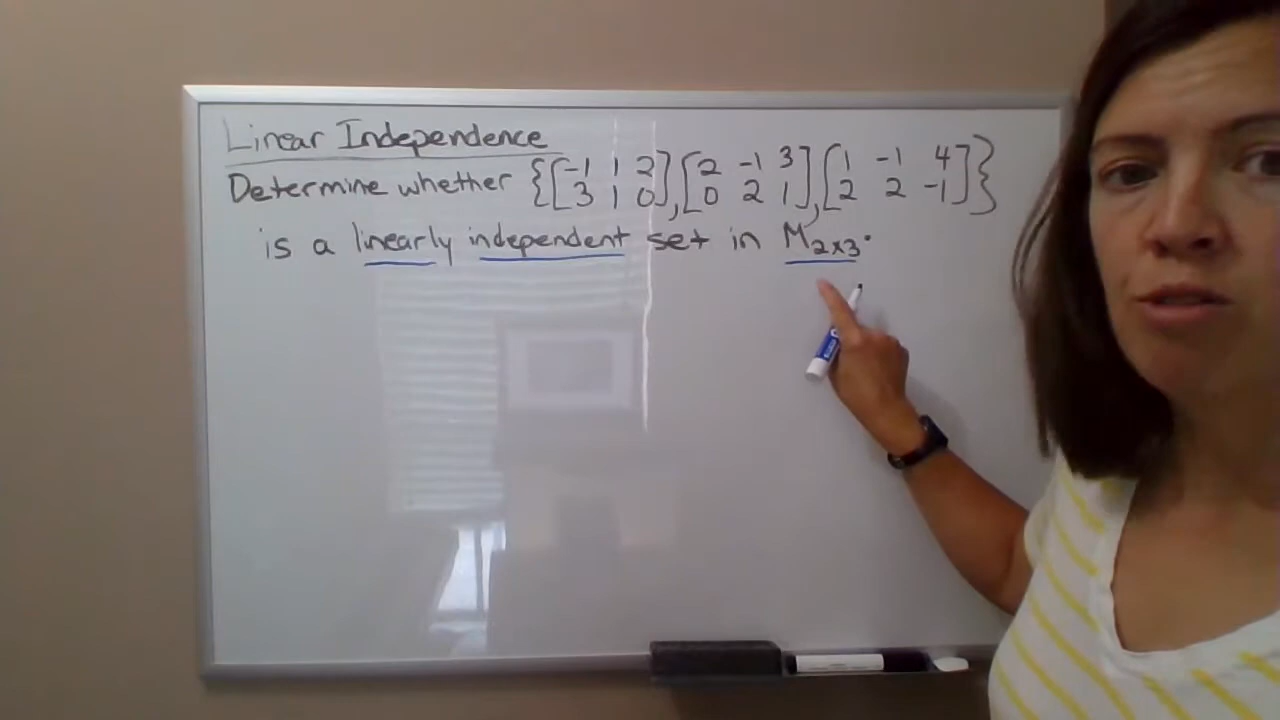 Linear Independence
Determine whether {[-1 1 2; 3 1 0], [2 -1 3; 0 2 1], [1 -1 4; 2 2 -1]}
is a linearly independent set in M₂ₓ₃.